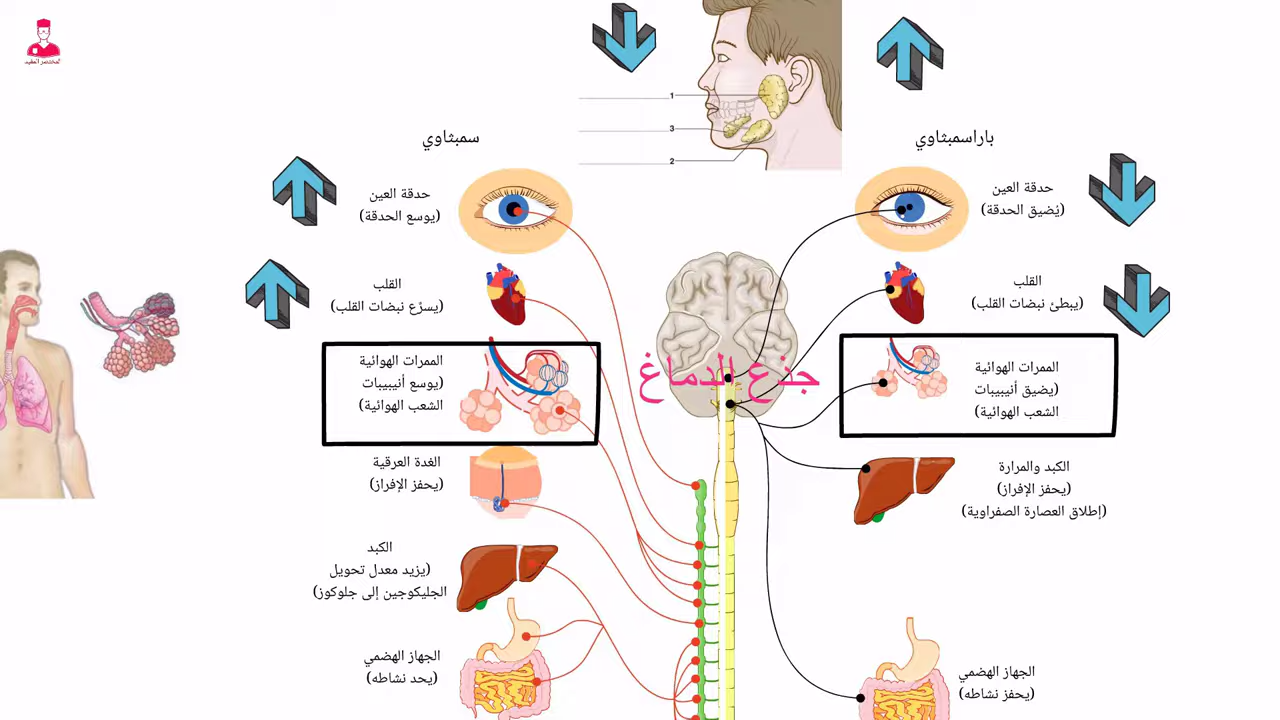 المختصر المفيد
1
3
2
سمبثاوي
باراسمبثاوي
حدقة العين
(يوسع الحدقة)
حدقة العين
(يُضيق الحدقة)
القلب
(يسرّع نبضات القلب)
القلب
(يبطئ نبضات القلب)
جذع الدماغ
الممرات الهوائية
(يوسع أنيبيبات
الشعب الهوائية)
الممرات الهوائية
(يضيق أنيبيبات
الشعب الهوائية)
الغدة العرقية
(يحفز الإفراز)
الكبد والمرارة
(يحفز الإفراز)
(إطلاق العصارة الصفراوية)
الكبد
(يزيد معدل تحويل
الجليكوجين إلى جلوكوز)
الجهاز الهضمي
(يحد نشاطه)
الجهاز الهضمي
(يحفز نشاطه)